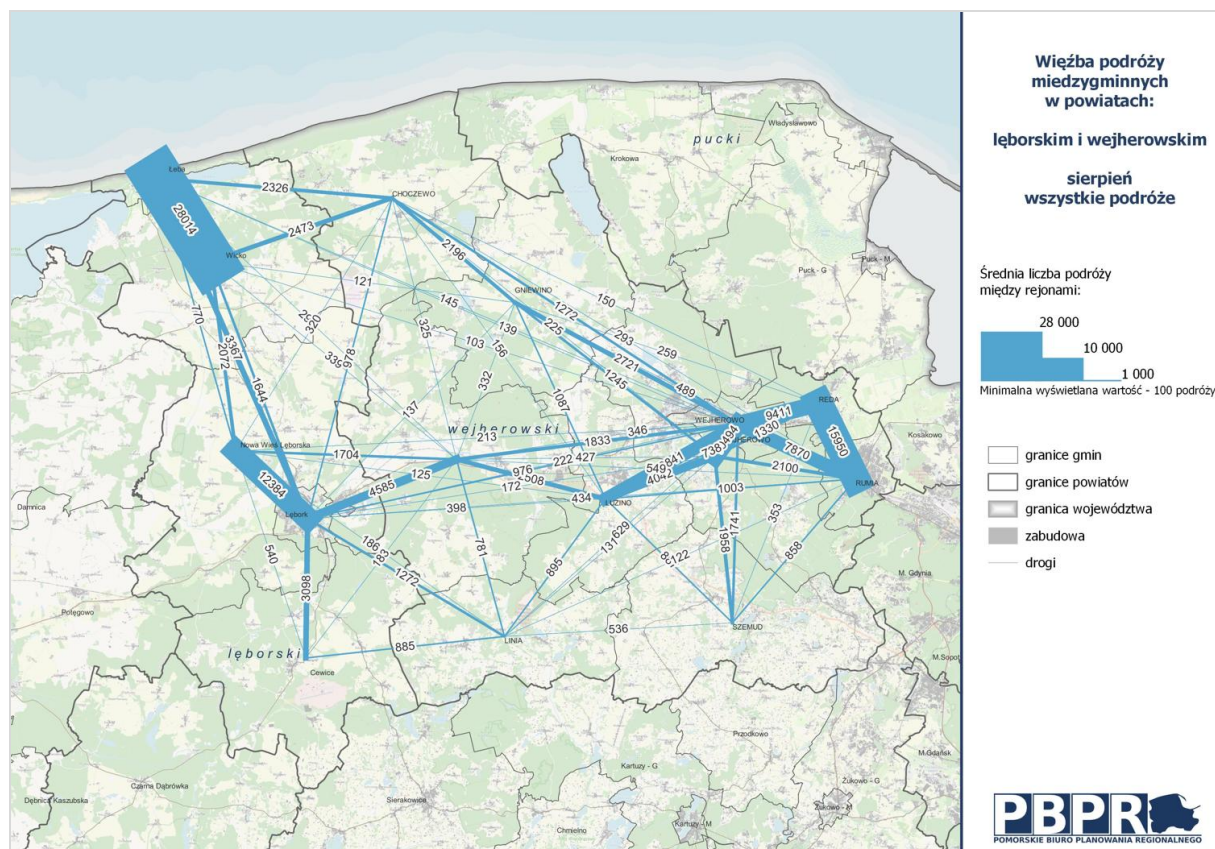 Więźba podróży
miedzygminnych
w powiatach:
lęborskim i wejherowskim
sierpień
wszystkie podróże
Średnia liczba podróży
między rejonami:
28 000
10 000
1 000
Minimalna wyświetlana wartość - 100 podróży
granice gmin
granice powiatów
granica województwa
zabudowa
drogi
PBPR
POMORSKIE BIURO PLANOWANIA REGIONALNEGO
Władysławowo
pucki
Krokowa
Łeba
2326
CHOCZEWO
28014
2473
Wicko
2196
Puck - G
Puck - M
121
GNIEWINO
145
1272
150
770
320
325
139
225
293
3367
2072
103
156
2721
259
978
332
1245
489
1644
1087
137
REDA
9411
wejherowski
WEJHEROWO
Nowa Wieś Lęborska
213
1833
346
1330
15950
Kosakowo
1704
222
427
7870
12384
125
976
549
2100
RUMIA
4585
172
4042
Damnica
434
LUZINO
1003
Lębork
398
353
186
183
781
629
1741
540
1272
895
131
122
1958
858
M. Gdynia
3098
Potęgowo
LINIA
536
SZEMUD
885
lęborski
Cewice
M.Sopot
Przodkowo
M.Gdańsk
Kartuzy - G
Czarna Dąbrówka
Żukowo - G
Dębnica Kaszubska
Sierakowice
Żukowo - M
Chmielno
Kartuzy - M